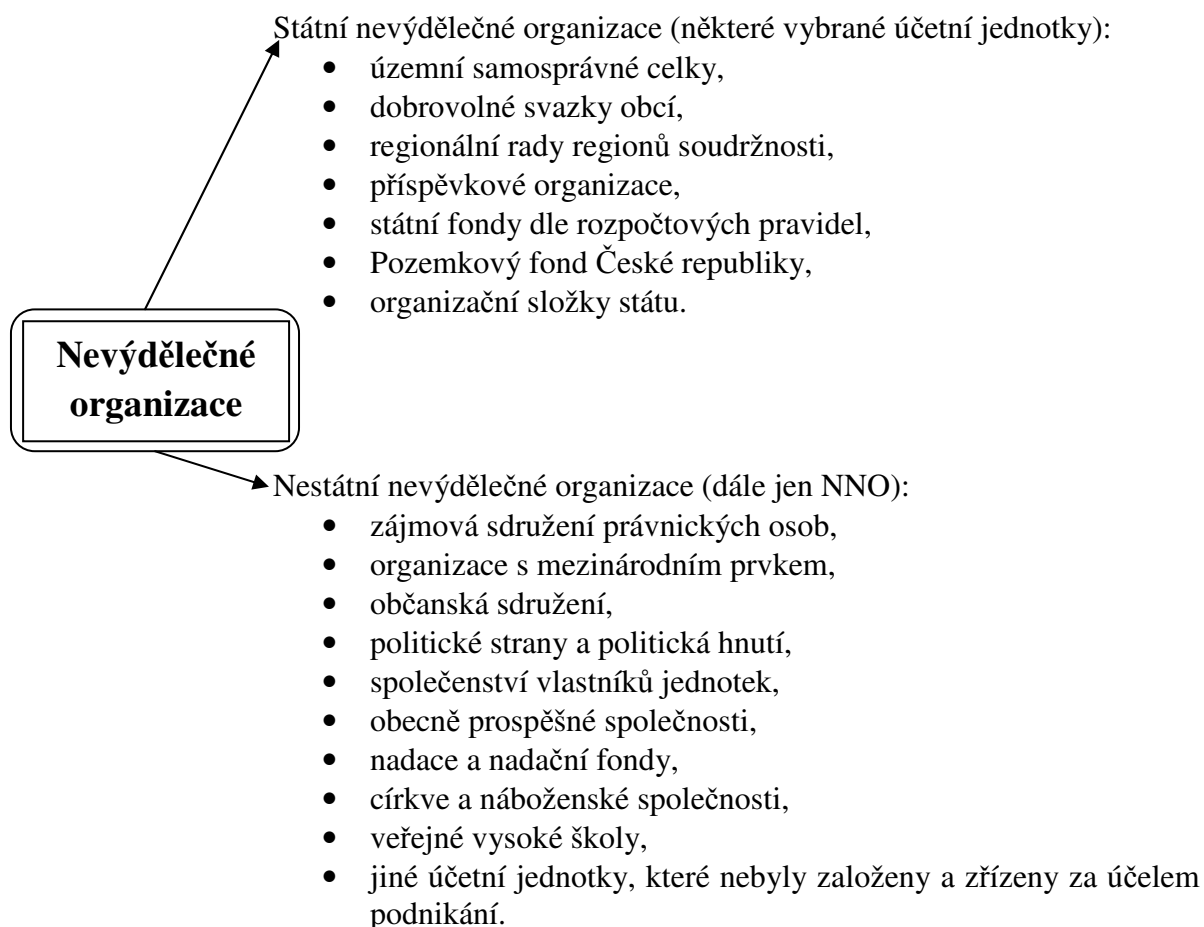 Státní nevýdělečné organizace (některé vybrané účetní jednotky):
• územní samosprávné celky,
• dobrovolné svazky obcí,
• regionální rady regionů soudržnosti,
• příspěvkové organizace,
• státní fondy dle rozpočtových pravidel,
• Pozemkový fond České republiky,
• organizační složky státu.
Nevýdělečné
organizace
Nestátní nevýdělečné organizace (dále jen NNO):
• zájmová sdružení právnických osob,
• organizace s mezinárodním prvkem,
• občanská sdružení,
• politické strany a politická hnutí,
• společenství vlastníků jednotek,
• obecně prospěšné společnosti,
• nadace a nadační fondy,
• církve a náboženské společnosti,
• veřejné vysoké školy,
• jiné účetní jednotky, které nebyly založeny a zřízeny za účelem
podnikání.